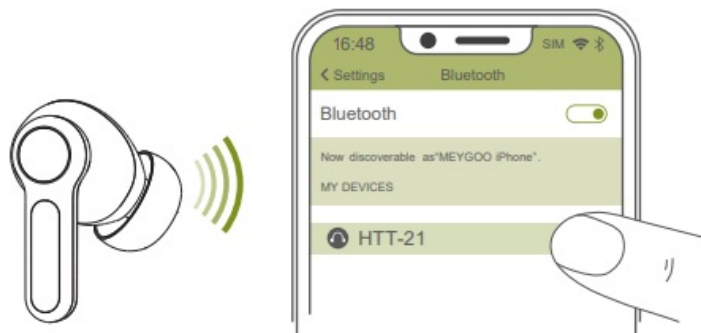 16:48 SIM
Settings Bluetooth
Bluetooth
Now discoverable as“MEYGOO iPhone”.
MY DEVICES
HTT-21